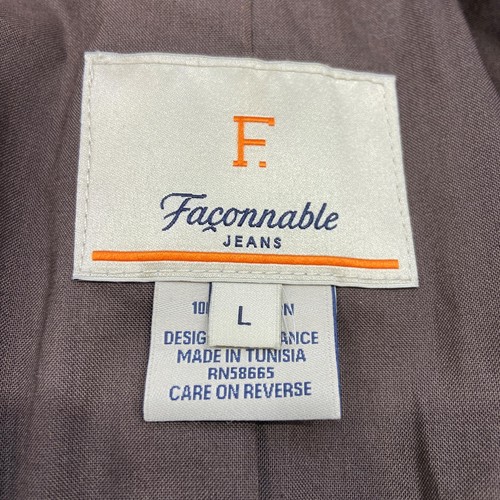 F.
Façonnable
JEANS
L
MADE IN TUNISIA
RN58665
CARE ON REVERSE